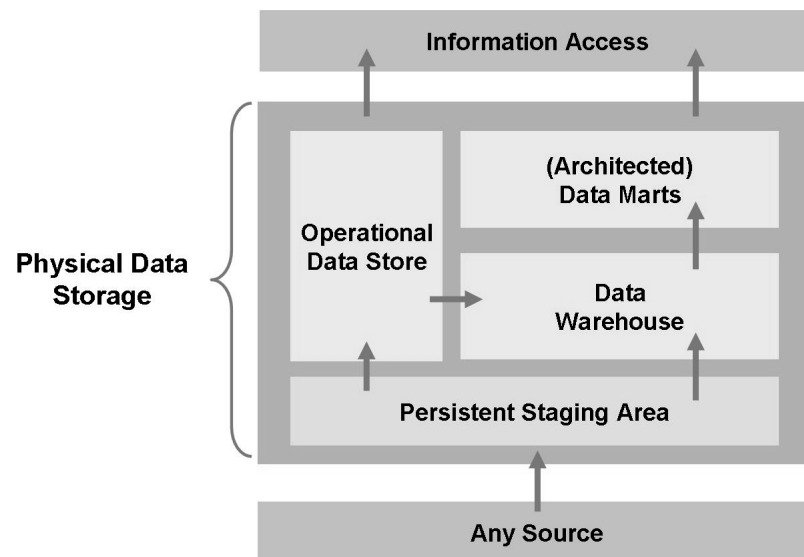 Information Access
(Architected)
Data Marts
Operational
Data Store
Physical Data
Storage
Data
Warehouse
Persistent Staging Area
Any Source